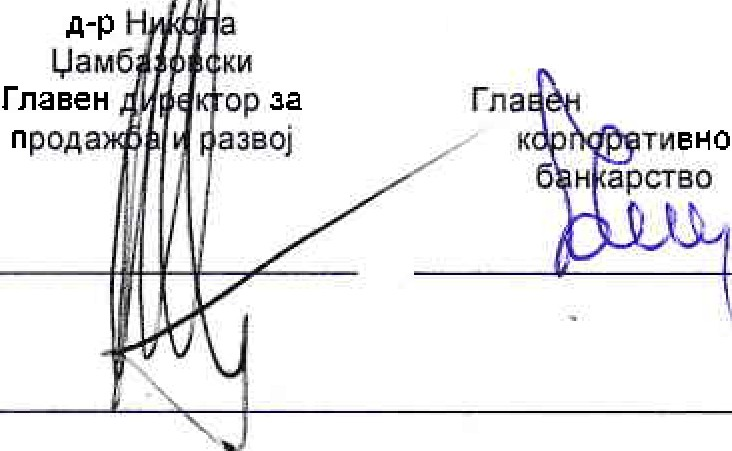 д-р Никола
Џамбазовски
Главен директор за
продажба и развој
Главен
корпоративно
банкарство